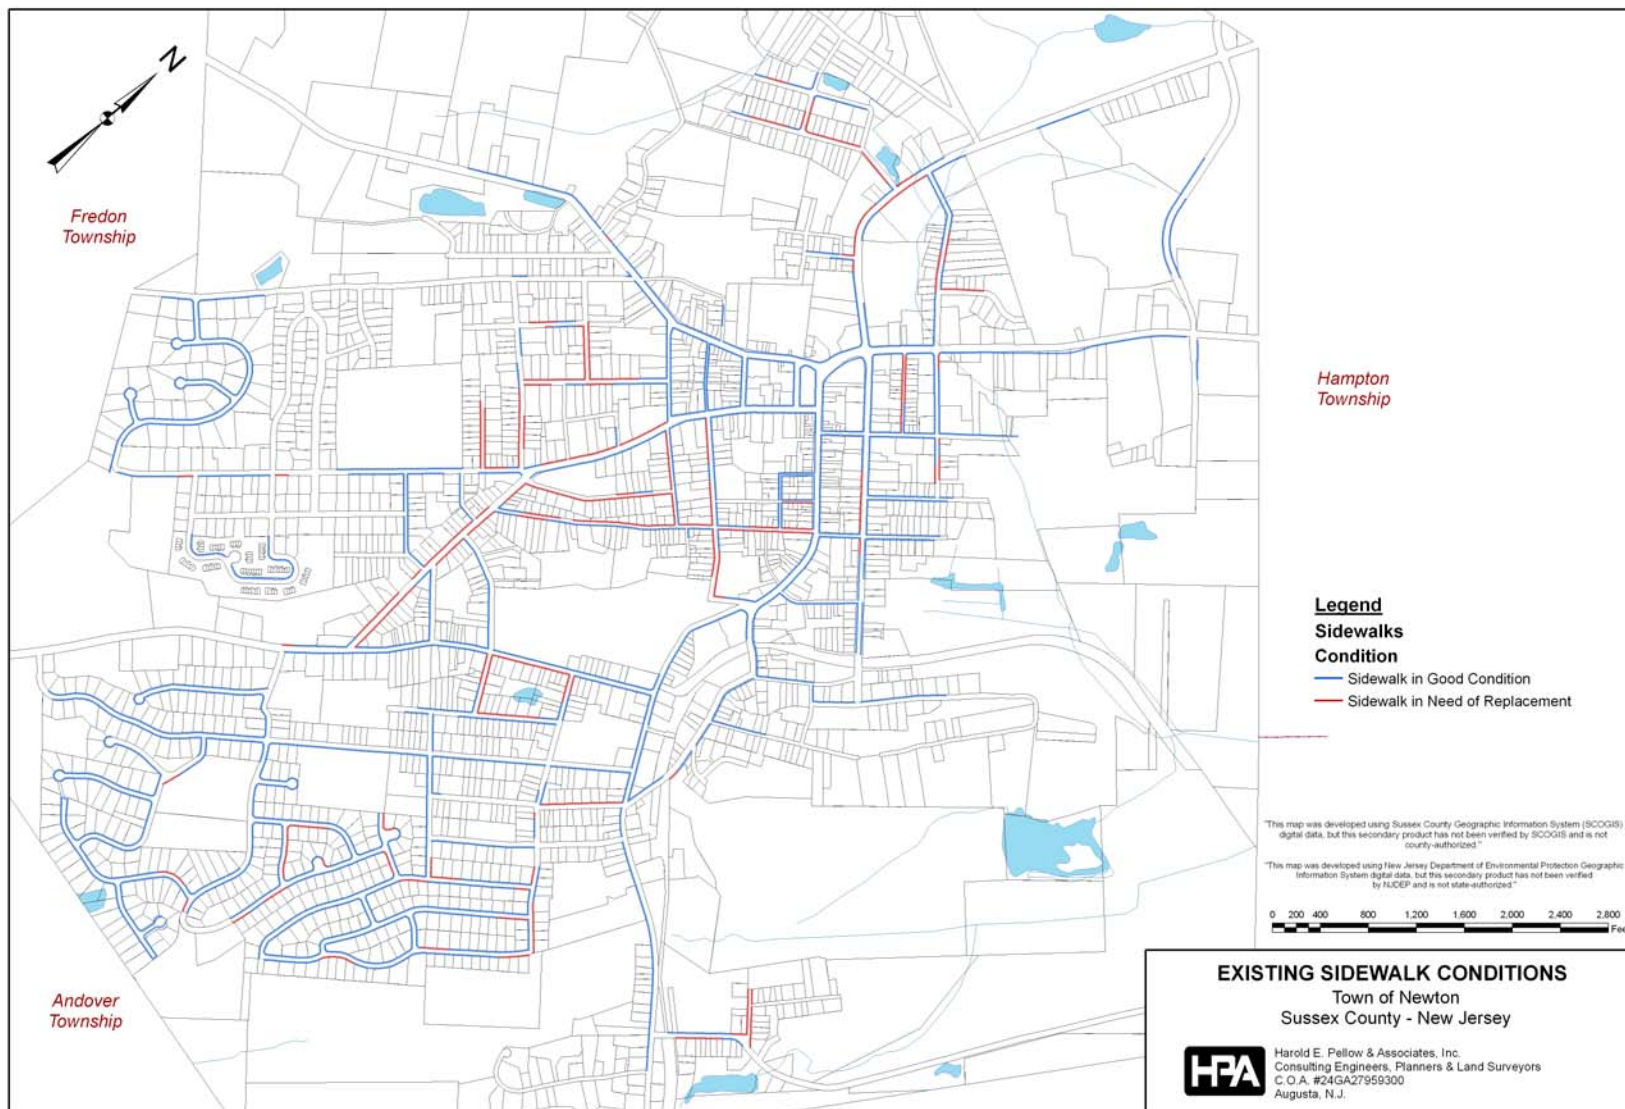 N
Fredon
Township
Hampton
Township
Legend
Sidewalks
Condition
Sidewalk in Good Condition
Sidewalk in Need of Replacement
"This map was developed using Sussex County Geographic Information System (SCOGIS)
digital data, but this secondary product has not been verified by SCOGIS and is not
county-authorized."
"This map was developed using New Jersey Department of Environmental Protection Geographic
Information System digital data, but this secondary product has not been verified
by NJDEP and is not state-authorized."
0 200 400 800 1,200 1,600 2,000 2,400 2,800
Fee
Andover
Township
EXISTING SIDEWALK CONDITIONS
Town of Newton
Sussex County - New Jersey
HPA
Harold E. Pellow & Associates, Inc.
Consulting Engineers, Planners & Land Surveyors
C.O.A. #24GA27959300
Augusta, N.J.